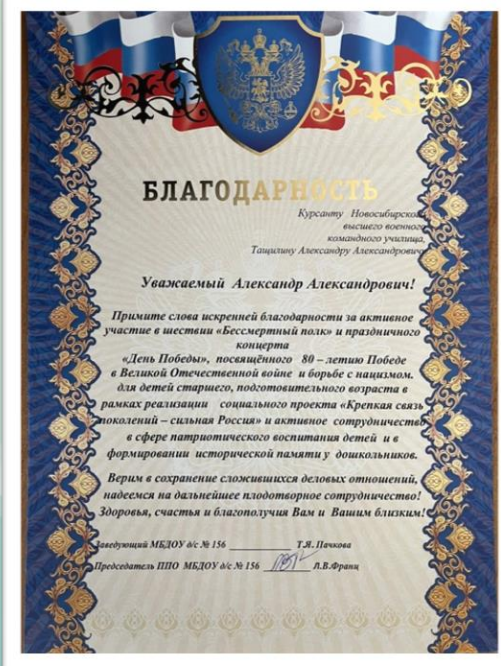 БЛАГОДАРНОСТЬ
Курсанту Новосибирского
высшего военного
командного училища,
Тащилину Александру Александровичу
Уважаемый Александр Александрович!
Примите слова искренней благодарности за активное
участие в шествии «Бессмертный полк» и праздничного
концерта
«День Победы», посвящённого 80 – летию Победе
в Великой Отечественной войне и борьбе с нацизмом.
для детей старшего, подготовительного возраста в
рамках реализации социального проекта «Крепкая связь
поколений – сильная Россия» и активное сотрудничество
в сфере патриотического воспитания детей и в
формировании исторической памяти у дошкольников.
Верим в сохранение сложившихся деловых отношений,
надеемся на дальнейшее плодотворное сотрудничество!
Здоровья, счастья и благополучия Вам и Вашим близким!
Заведующий МБДОУ д/с № 156 ____________ Т.Я. Пачкова
Председатель ППО МБДОУ д/с № 156 ________ Л.В.Франц